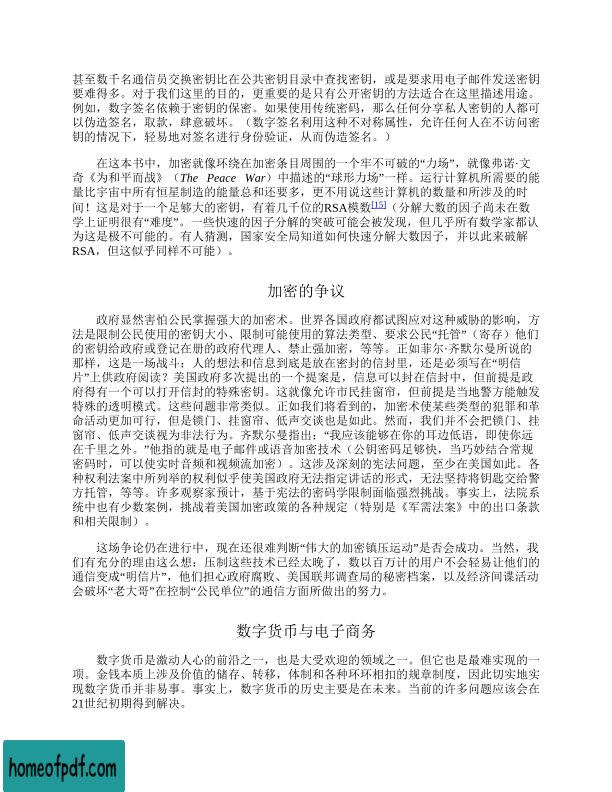 甚至数千名通信员交换密钥比在公共密钥目录中查找密钥，或是要求用电子邮件发送密钥
要难得多。对于我们这里的目的，更重要的是只有公开密钥的方法适合在这里描述用途。
例如，数字签名依赖于密钥的保密。如果使用传统密码，那么任何分享私人密钥的人都可
以伪造签名，取款，肆意破坏。（数字签名利用这种不对称属性，允许任何人在不访问密
钥的情况下，轻易地对签名进行身份验证，从而伪造签名。）
在这本书中，加密就像环绕在加密条目周围的一个牢不可破的“力场”，就像弗诺·文
奇《为和平而战》（The Peace War）中描述的“球形力场”一样。运行计算机所需要的能
量比宇宙中所有恒星制造的能量总和还要多，更不用说这些计算机的数量和所涉及的时
间！这是对于一个足够大的密钥，有着几千位的RSA模数[15]（分解大数的因子尚未在数
学上证明很有“难度”。一些快速的因子分解的突破可能会被发现，但几乎所有数学家都认
为这是极不可能的。有人猜测，国家安全局知道如何快速分解大数因子，并以此来破解
RSA，但这似乎同样不可能）。
加密的争议
政府显然害怕公民掌握强大的加密术。世界各国政府都试图应对这种威胁的影响，方
法是限制公民使用的密钥大小、限制可能使用的算法类型、要求公民“托管”（寄存）他们
的密钥给政府或登记在册的政府代理人、禁止强加密，等等。正如菲尔·齐默尔曼所说的
那样，这是一场战斗：人的想法和信息到底是放在密封的信封里，还是必须写在“明信
片”上供政府阅读？美国政府多次提出的一个提案是，信息可以封在信封中，但前提是政
府得有一个可以打开信封的特殊密钥。这就像允许市民挂窗帘，但前提是当地警方能触发
特殊的透明模式。这些问题非常类似。正如我们将看到的，加密术使某些类型的犯罪和革
命活动更加可行，但是锁门、挂窗帘、低声交谈也是如此。然而，我们并不会把锁门、挂
窗帘、低声交谈视为非法行为。齐默尔曼指出：“我应该能够在你的耳边低语，即使你远
在千里之外。”他指的就是电子邮件或语音加密技术（公钥密码足够快，当巧妙结合常规
密码时，可以使实时音频和视频流加密）。这涉及深刻的宪法问题，至少在美国如此。各
种权利法案中所列举的权利似乎使美国政府无法指定讲话的形式，无法坚持将钥匙交给警
方托管，等等。许多观察家预计，基于宪法的密码学限制面临强烈挑战。事实上，法院系
统中也有少数案例，挑战着美国加密政策的各种规定（特别是《军需法案》中的出口条款
和相关限制）。
这场争论仍在进行中，现在还很难判断“伟大的加密镇压运动”是否会成功。当然，我
们有充分的理由这么想：压制这些技术已经太晚了，数以百万计的用户不会轻易让他们的
通信变成“明信片”，他们担心政府腐败、美国联邦调查局的秘密档案，以及经济间谍活动
会破坏“老大哥”在控制“公民单位”的通信方面所做出的努力。
数字货币与电子商务
数字货币是激动人心的前沿之一，也是大受欢迎的领域之一。但它也是最难实现的一
项。金钱本质上涉及价值的储存、转移，体制和各种环环相扣的规章制度，因此切实地实
现数字货币并非易事。事实上，数字货币的历史主要是在未来。当前的许多问题应该会在
21世纪初期得到解决。
homeofpdf.com